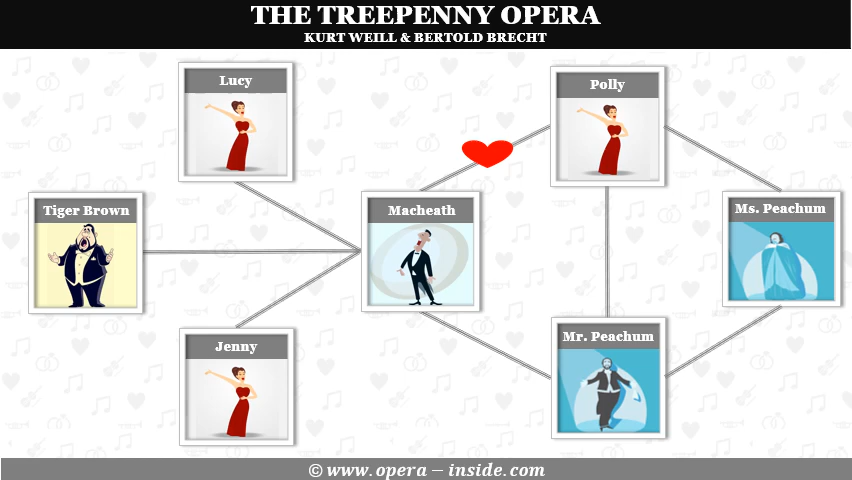 THE TREEPENNY OPERA
KURT WEILL & BERTOLD BRECHT
Lucy
Polly
Tiger Brown
Macheath
Ms. Peachum
Jenny
Mr. Peachum
© www. opera – inside. com